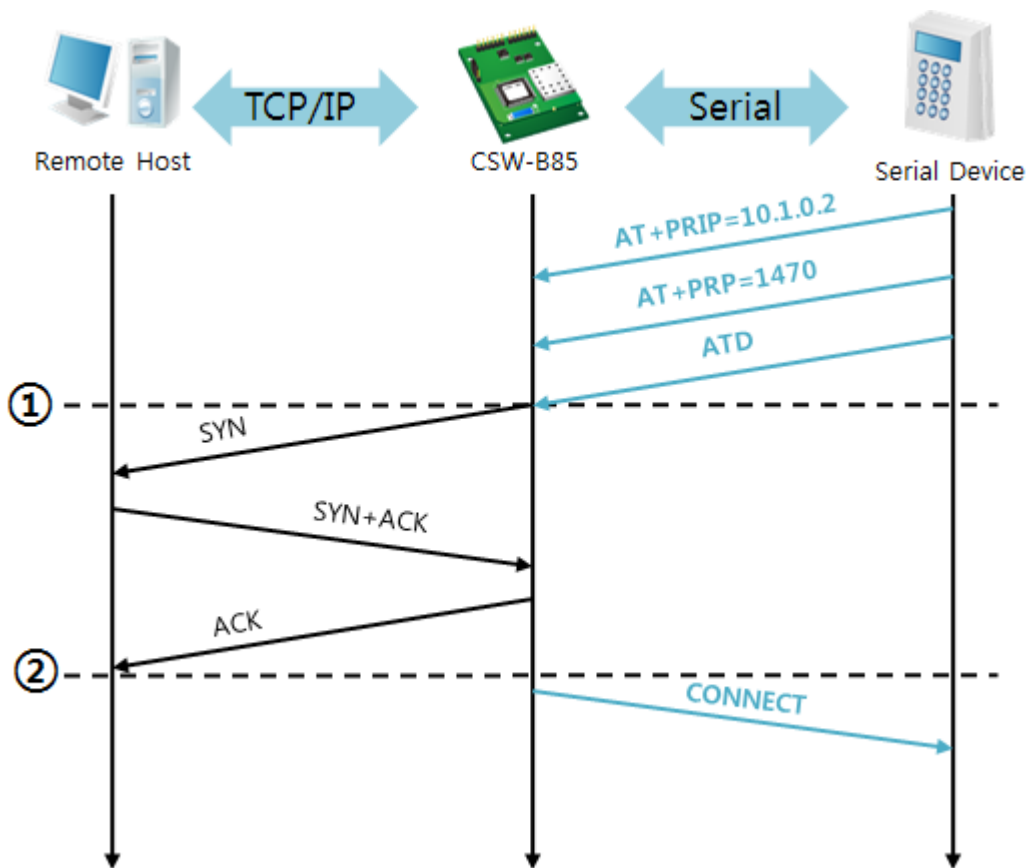 TCP/IP
Serial
Remote Host
CSW-B85
Serial Device
AT+PRIP=10.1.0.2
AT+PRP=1470
ATD
①
SYN
SYN+ACK
ACK
②
CONNECT